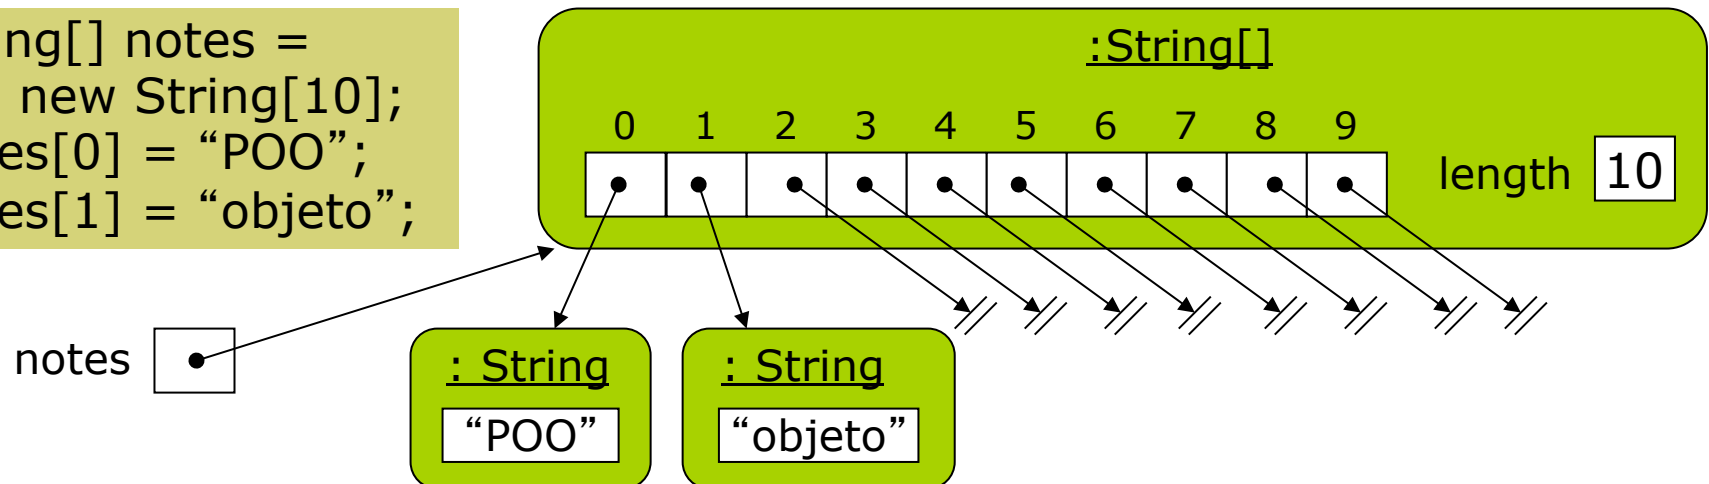 ng[] notes =
new String[10];
es[0] = “POO”;
es[1] = “objeto”;
:String[]
0 1 2 3 4 5 6 7 8 9
length 10
notes
: String
“POO”
: String
“objeto”